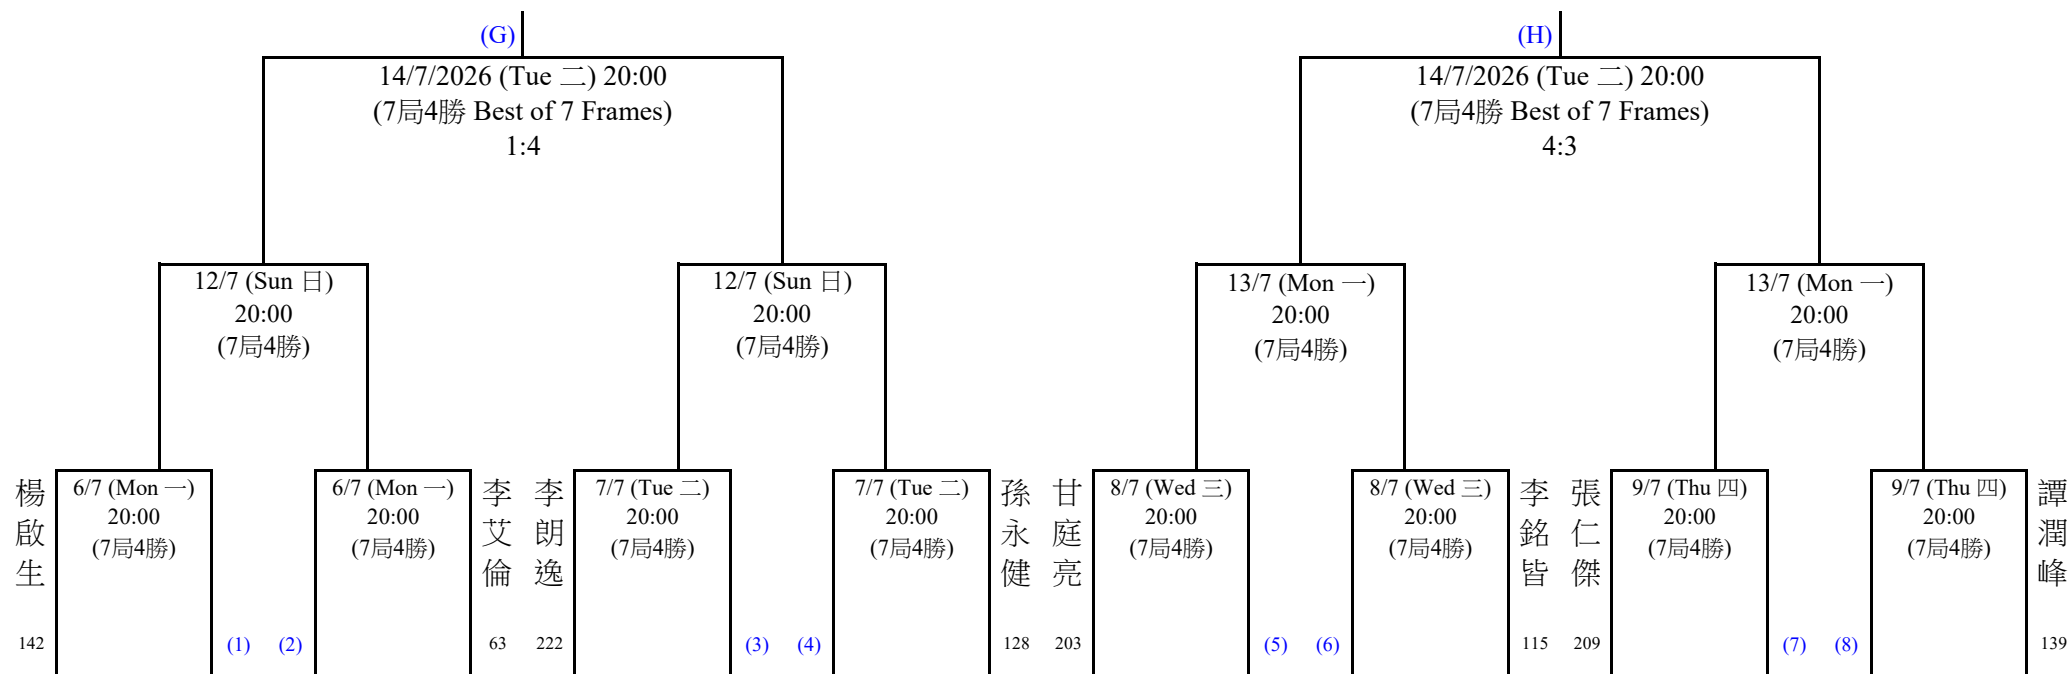 (G)
14/7/2026 (Tue 二) 20:00
(7局4勝 Best of 7 Frames)
1:4
(H)
14/7/2026 (Tue 二) 20:00
(7局4勝 Best of 7 Frames)
4:3
12/7 (Sun 日)
20:00
(7局4勝)
12/7 (Sun 日)
20:00
(7局4勝)
13/7 (Mon 一)
20:00
(7局4勝)
13/7 (Mon 一)
20:00
(7局4勝)
楊啟生
142
6/7 (Mon 一)
20:00
(7局4勝)
(1)
(2)
6/7 (Mon 一)
20:00
(7局4勝)
李艾倫
63
李朗逸
222
7/7 (Tue 二)
20:00
(7局4勝)
(3)
(4)
7/7 (Tue 二)
20:00
(7局4勝)
孫永健
128
甘庭亮
203
8/7 (Wed 三)
20:00
(7局4勝)
(5)
(6)
8/7 (Wed 三)
20:00
(7局4勝)
李銘皆
115
張仁傑
209
9/7 (Thu 四)
20:00
(7局4勝)
(7)
(8)
9/7 (Thu 四)
20:00
(7局4勝)
譚潤峰
139